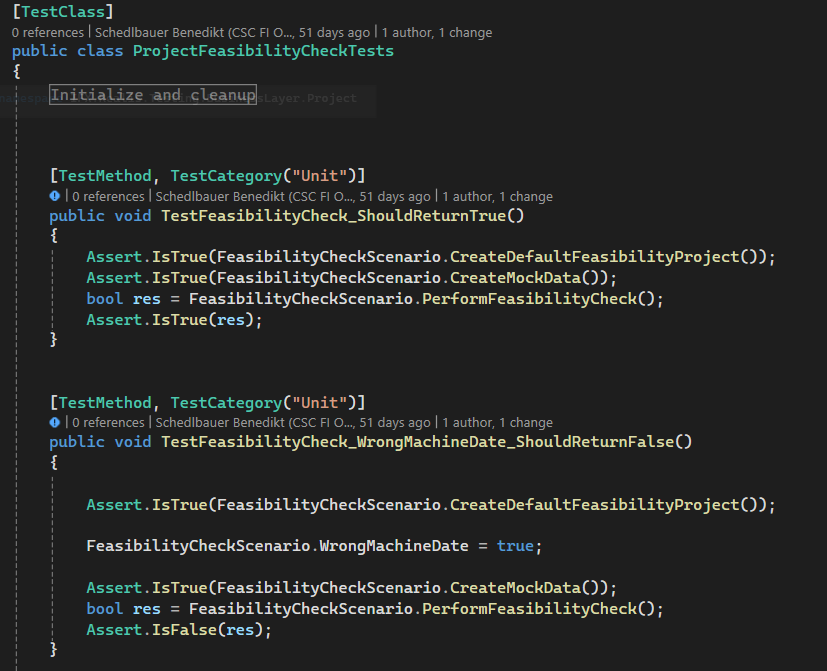 [TestClass]
0 references | Schedlbauer Benedikt (CSC FI O..., 51 days ago | 1 author, 1 change
public class ProjectFeasibilityCheckTests
{
Initialize and cleanup
[TestMethod, TestCategory("Unit")]
0 references | Schedlbauer Benedikt (CSC FI O..., 51 days ago | 1 author, 1 change
public void TestFeasibilityCheck_ShouldReturnTrue()
{
Assert.IsTrue(FeasibilityCheckScenario.CreateDefaultFeasibilityProject());
Assert.IsTrue(FeasibilityCheckScenario.CreateMockData());
bool res = FeasibilityCheckScenario.PerformFeasibilityCheck();
Assert.IsTrue(res);
}
[TestMethod, TestCategory("Unit")]
0 references | Schedlbauer Benedikt (CSC FI O..., 51 days ago | 1 author, 1 change
public void TestFeasibilityCheck_WrongMachineDate_ShouldReturnFalse()
{
Assert.IsTrue(FeasibilityCheckScenario.CreateDefaultFeasibilityProject());
FeasibilityCheckScenario.WrongMachineDate = true;
Assert.IsTrue(FeasibilityCheckScenario.CreateMockData());
bool res = FeasibilityCheckScenario.PerformFeasibilityCheck();
Assert.IsFalse(res);
}